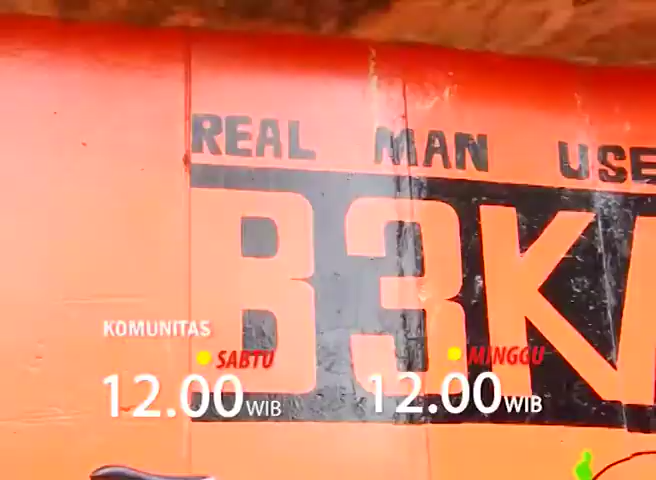 REAL MAN USE
B3K
KOMUNITAS
SABTU MINGGU
12.00 WIB 12.00 WIB